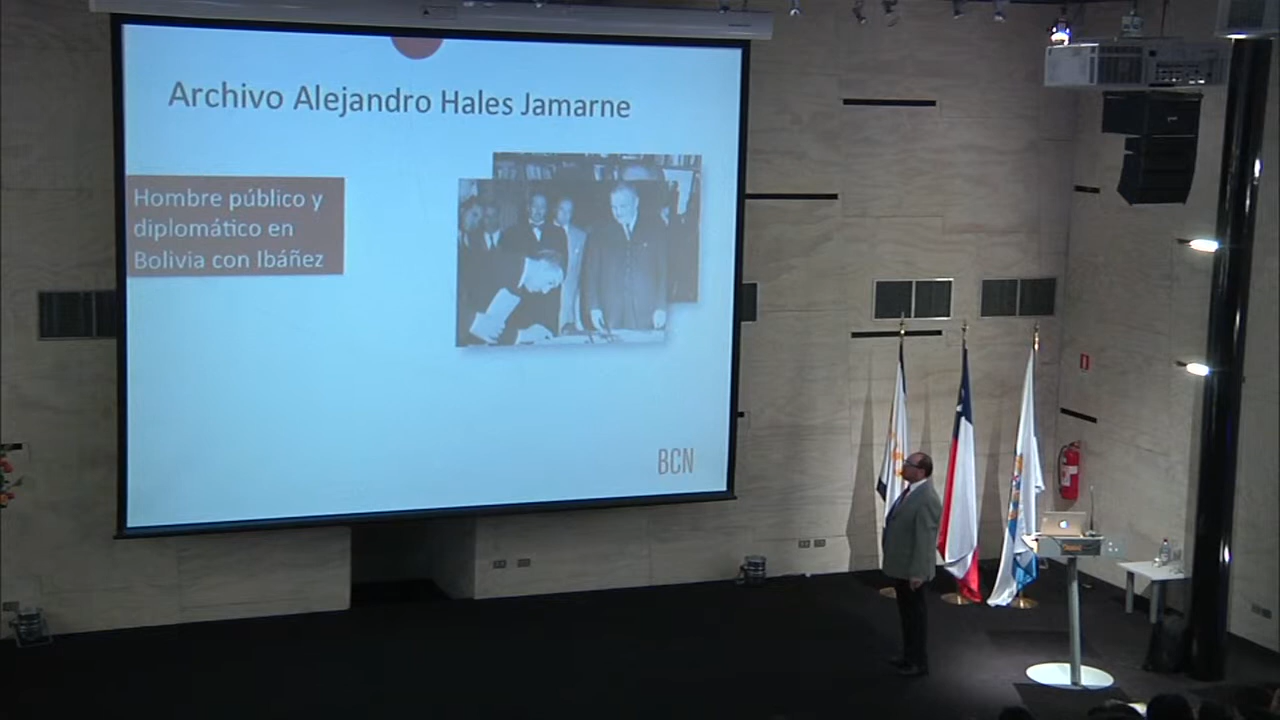 Archivo Alejandro Hales Jamarne
Hombre público y
diplomático en
Bolivia con Ibáñez
BCN